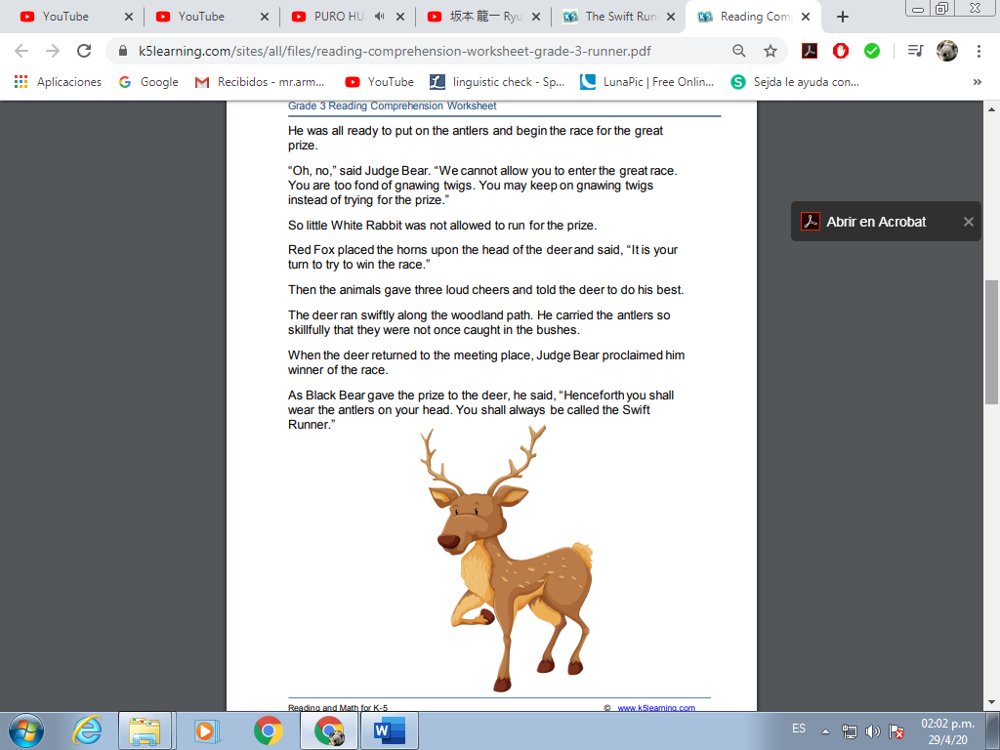 YouTube
YouTube
PURO HU
坂本 龍一 Ryu
The Swift Run
Reading Com
k5learning.com/sites/all/files/reading-comprehension-worksheet-grade-3-runner.pdf
Aplicaciones
Google
Recibidos - mr.arm...
YouTube
linguistic check - Sp...
LunaPic | Free Onlin...
Sejda le ayuda con...
»
Grade 3 Reading Comprehension Worksheet
He was all ready to put on the antlers and begin the race for the great
prize.
“Oh, no,” said Judge Bear. “We cannot allow you to enter the great race.
You are too fond of gnawing twigs. You may keep on gnawing twigs
instead of trying for the prize.”
So little White Rabbit was not allowed to run for the prize.
Red Fox placed the horns upon the head of the deer and said, “It is your
turn to try to win the race.”
Then the animals gave three loud cheers and told the deer to do his best.
The deer ran swiftly along the woodland path. He carried the antlers so
skillfully that they were not once caught in the bushes.
When the deer returned to the meeting place, Judge Bear proclaimed him
winner of the race.
As Black Bear gave the prize to the deer, he said, “Henceforth you shall
wear the antlers on your head. You shall always be called the Swift
Runner.”
Abrir en Acrobat
Reading and Math for K-5
© www.k5learning.com
ES
02:02 p.m.
29/4/20